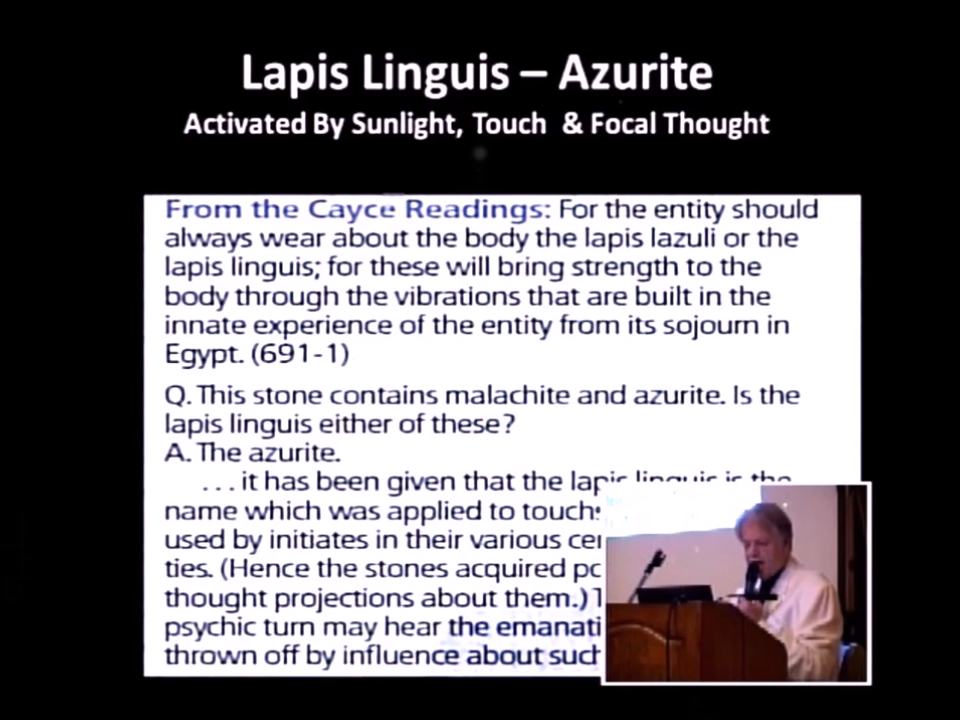 Lapis Linguis – Azurite
Activated By Sunlight, Touch & Focal Thought
From the Cayce Readings: For the entity should
always wear about the body the lapis lazuli or the
lapis linguis; for these will bring strength to the
body through the vibrations that are built in the
innate experience of the entity from its sojourn in
Egypt. (691-1)
Q. This stone contains malachite and azurite. Is the
lapis linguis either of these?
A. The azurite.
. . . it has been given that the lapis linguis is the
name which was applied to
used by initiates in their various
ties. (Hence the stones acquired
thought projections about them.)
psychic turn may hear the
thrown off by influence about such